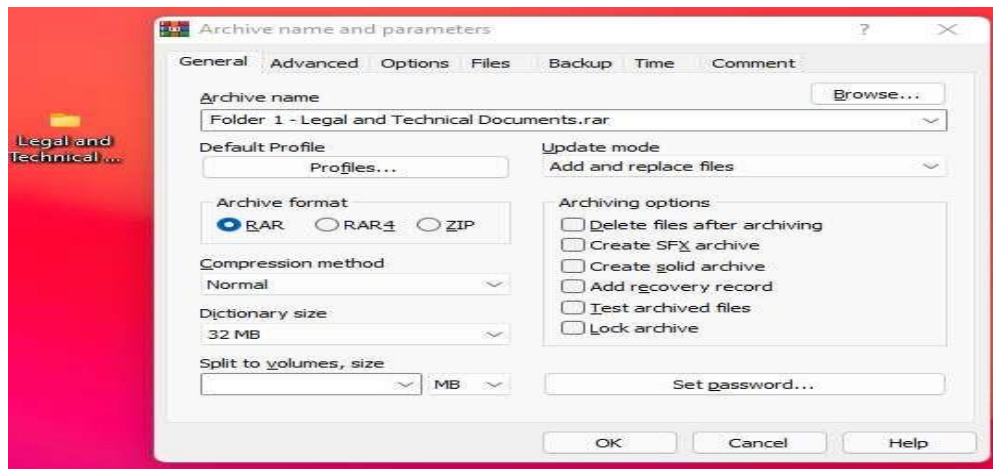 Archive name and parameters
General Advanced Options Files Backup Time Comment
Archive name
Browse...
Folder 1 - Legal and Technical Documents.rar
Default Profile
Profiles...
Update mode
Add and replace files
Archive format
RAR RAR4 ZIP
Compression method
Normal
Dictionary size
32 MB
Split to volumes, size
MB
Archiving options
Delete files after archiving
Create SFX archive
Create solid archive
Add recovery record
Test archived files
Lock archive
Set password...
OK Cancel Help
Legal and
Technical ...